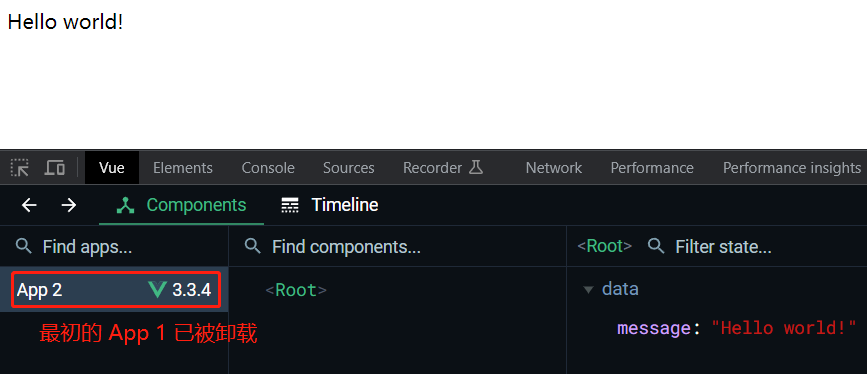 Hello world!
Vue Elements Console Sources Recorder Network Performance Performance insights
Components Timeline
Find apps... Find components... <Root> Filter state...
App 2 3.3.4 <Root> data
最初的 App 1 已被卸载 message: "Hello world!"